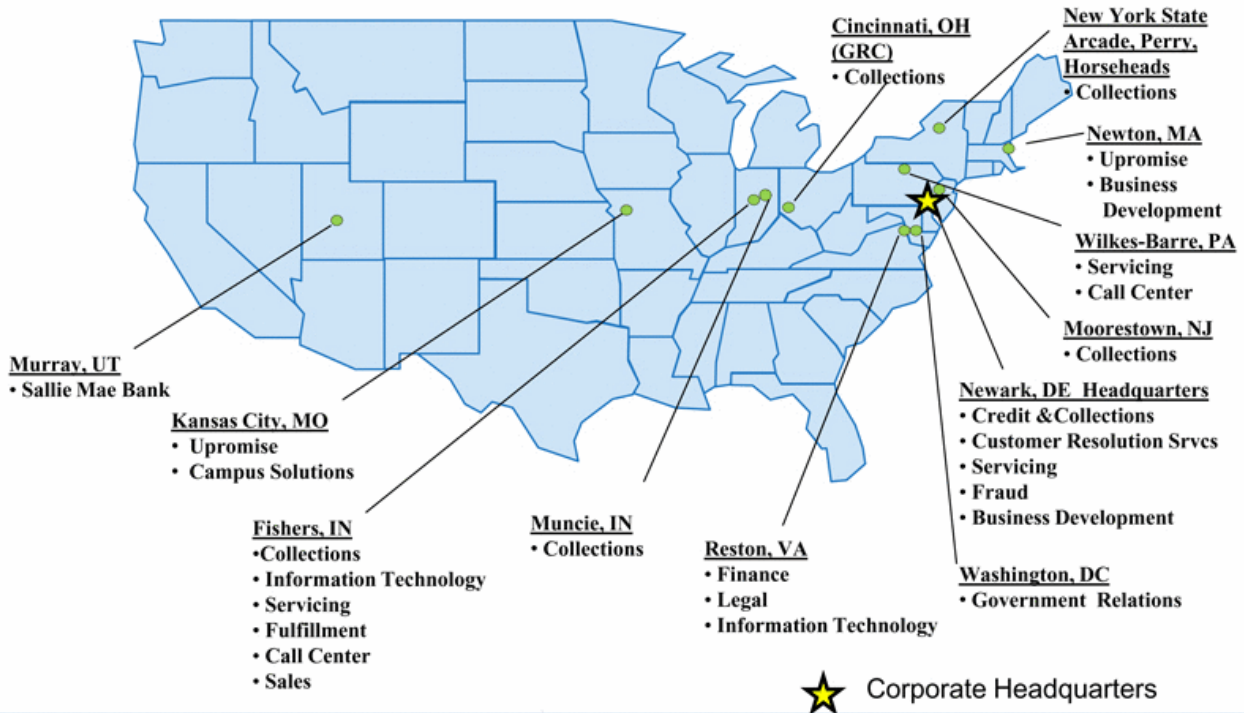 Cincinnati, OH
(GRC)
• Collections
New York State
Arcade, Perry,
Horseheads
• Collections
Newton, MA
• Upromise
• Business
Development
Wilkes-Barre, PA
• Servicing
• Call Center
Moorestown, NJ
• Collections
Newark, DE Headquarters
• Credit &Collections
• Customer Resolution Srvcs
• Servicing
• Fraud
• Business Development
Murray, UT
• Sallie Mae Bank
Kansas City, MO
• Upromise
• Campus Solutions
Fishers, IN
•Collections
• Information Technology
• Servicing
• Fulfillment
• Call Center
• Sales
Muncie, IN
• Collections
Reston, VA
• Finance
• Legal
• Information Technology
Washington, DC
• Government Relations
Corporate Headquarters